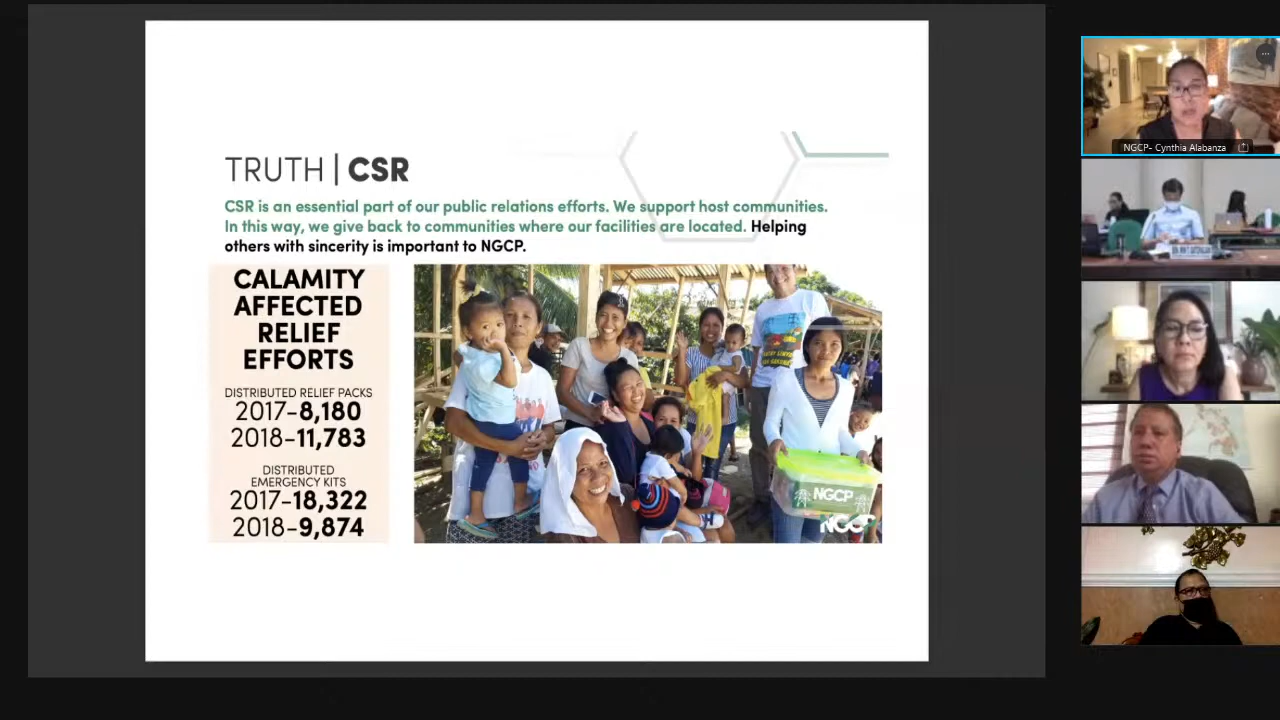 TRUTH | CSR
CSR is an essential part of our public relations efforts. We support host communities.
In this way, we give back to communities where our facilities are located. Helping
others with sincerity is important to NGCP.
CALAMITY
AFFECTED
RELIEF
EFFORTS
DISTRIBUTED RELIEF PACKS
2017-8,180
2018-11,783
DISTRIBUTED
EMERGENCY KITS
2017-18,322
2018-9,874
NGCP
NGCP
NGCP- Cynthia Alabanza